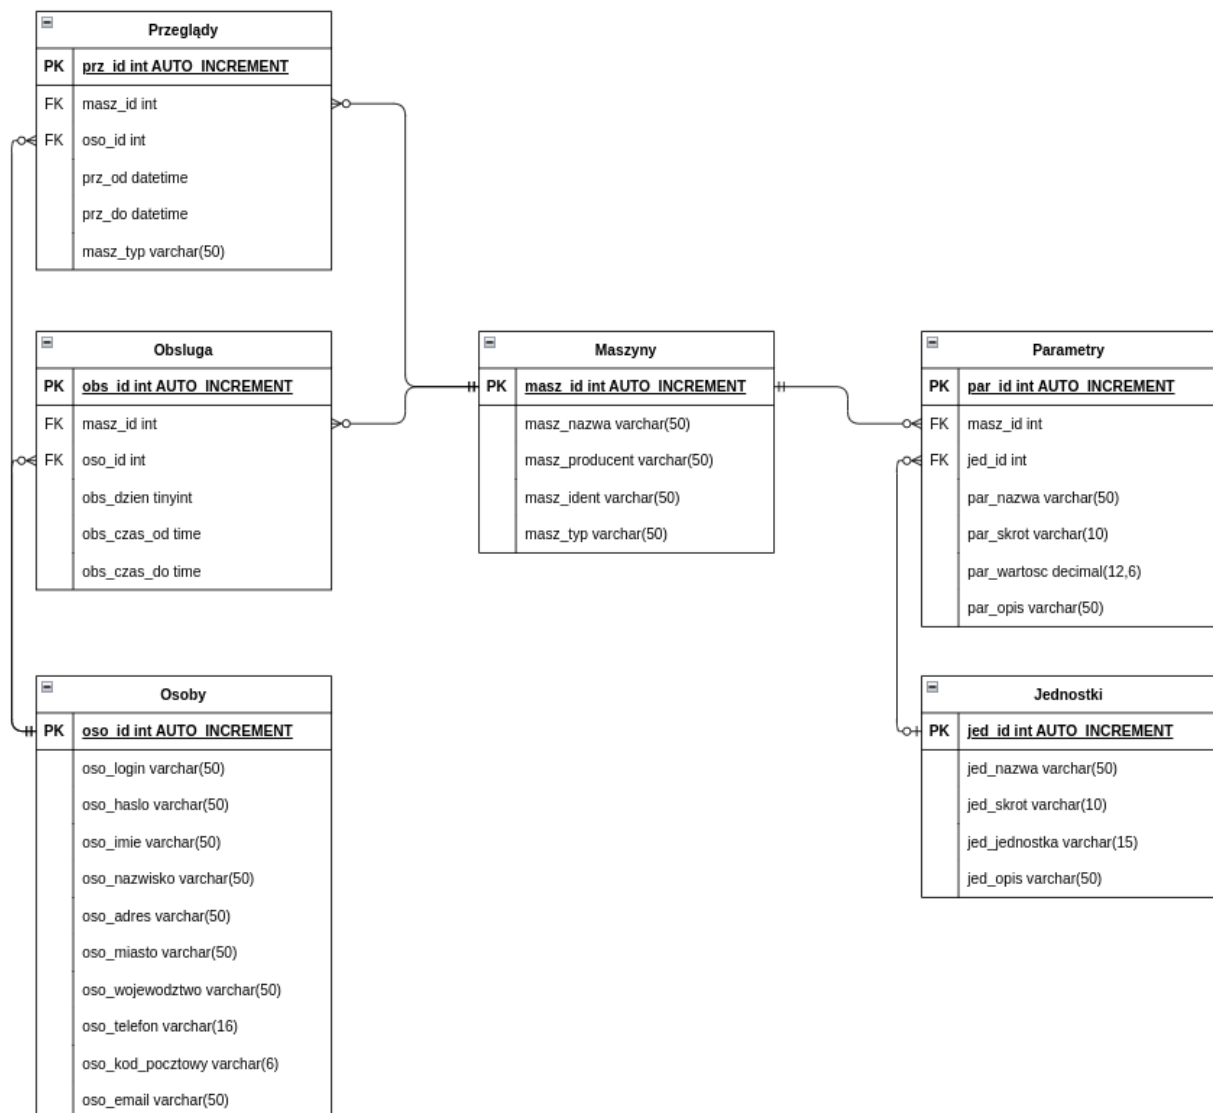 Przeglądy
PK prz_id int AUTO_INCREMENT
FK masz_id int
FK oso_id int
prz_od datetime
prz_do datetime
masz_typ varchar(50)
Obsluga
PK obs_id int AUTO_INCREMENT
FK masz_id int
FK oso_id int
obs_dzien tinyint
obs_czas_od time
obs_czas_do time
Maszyny
PK masz_id int AUTO_INCREMENT
masz_nazwa varchar(50)
masz_producent varchar(50)
masz_ident varchar(50)
masz_typ varchar(50)
Parametry
PK par_id int AUTO_INCREMENT
FK masz_id int
FK jed_id int
par_nazwa varchar(50)
par_skrot varchar(10)
par_wartosc decimal(12,6)
par_opis varchar(50)
Osoby
PK oso_id int AUTO_INCREMENT
oso_login varchar(50)
oso_haslo varchar(50)
oso_imie varchar(50)
oso_nazwisko varchar(50)
oso_adres varchar(50)
oso_miasto varchar(50)
oso_wojewodztwo varchar(50)
oso_telefon varchar(16)
oso_kod_pocztowy varchar(6)
oso_email varchar(50)
Jednostki
PK jed_id int AUTO_INCREMENT
jed_nazwa varchar(50)
jed_skrot varchar(10)
jed_jednostka varchar(15)
jed_opis varchar(50)